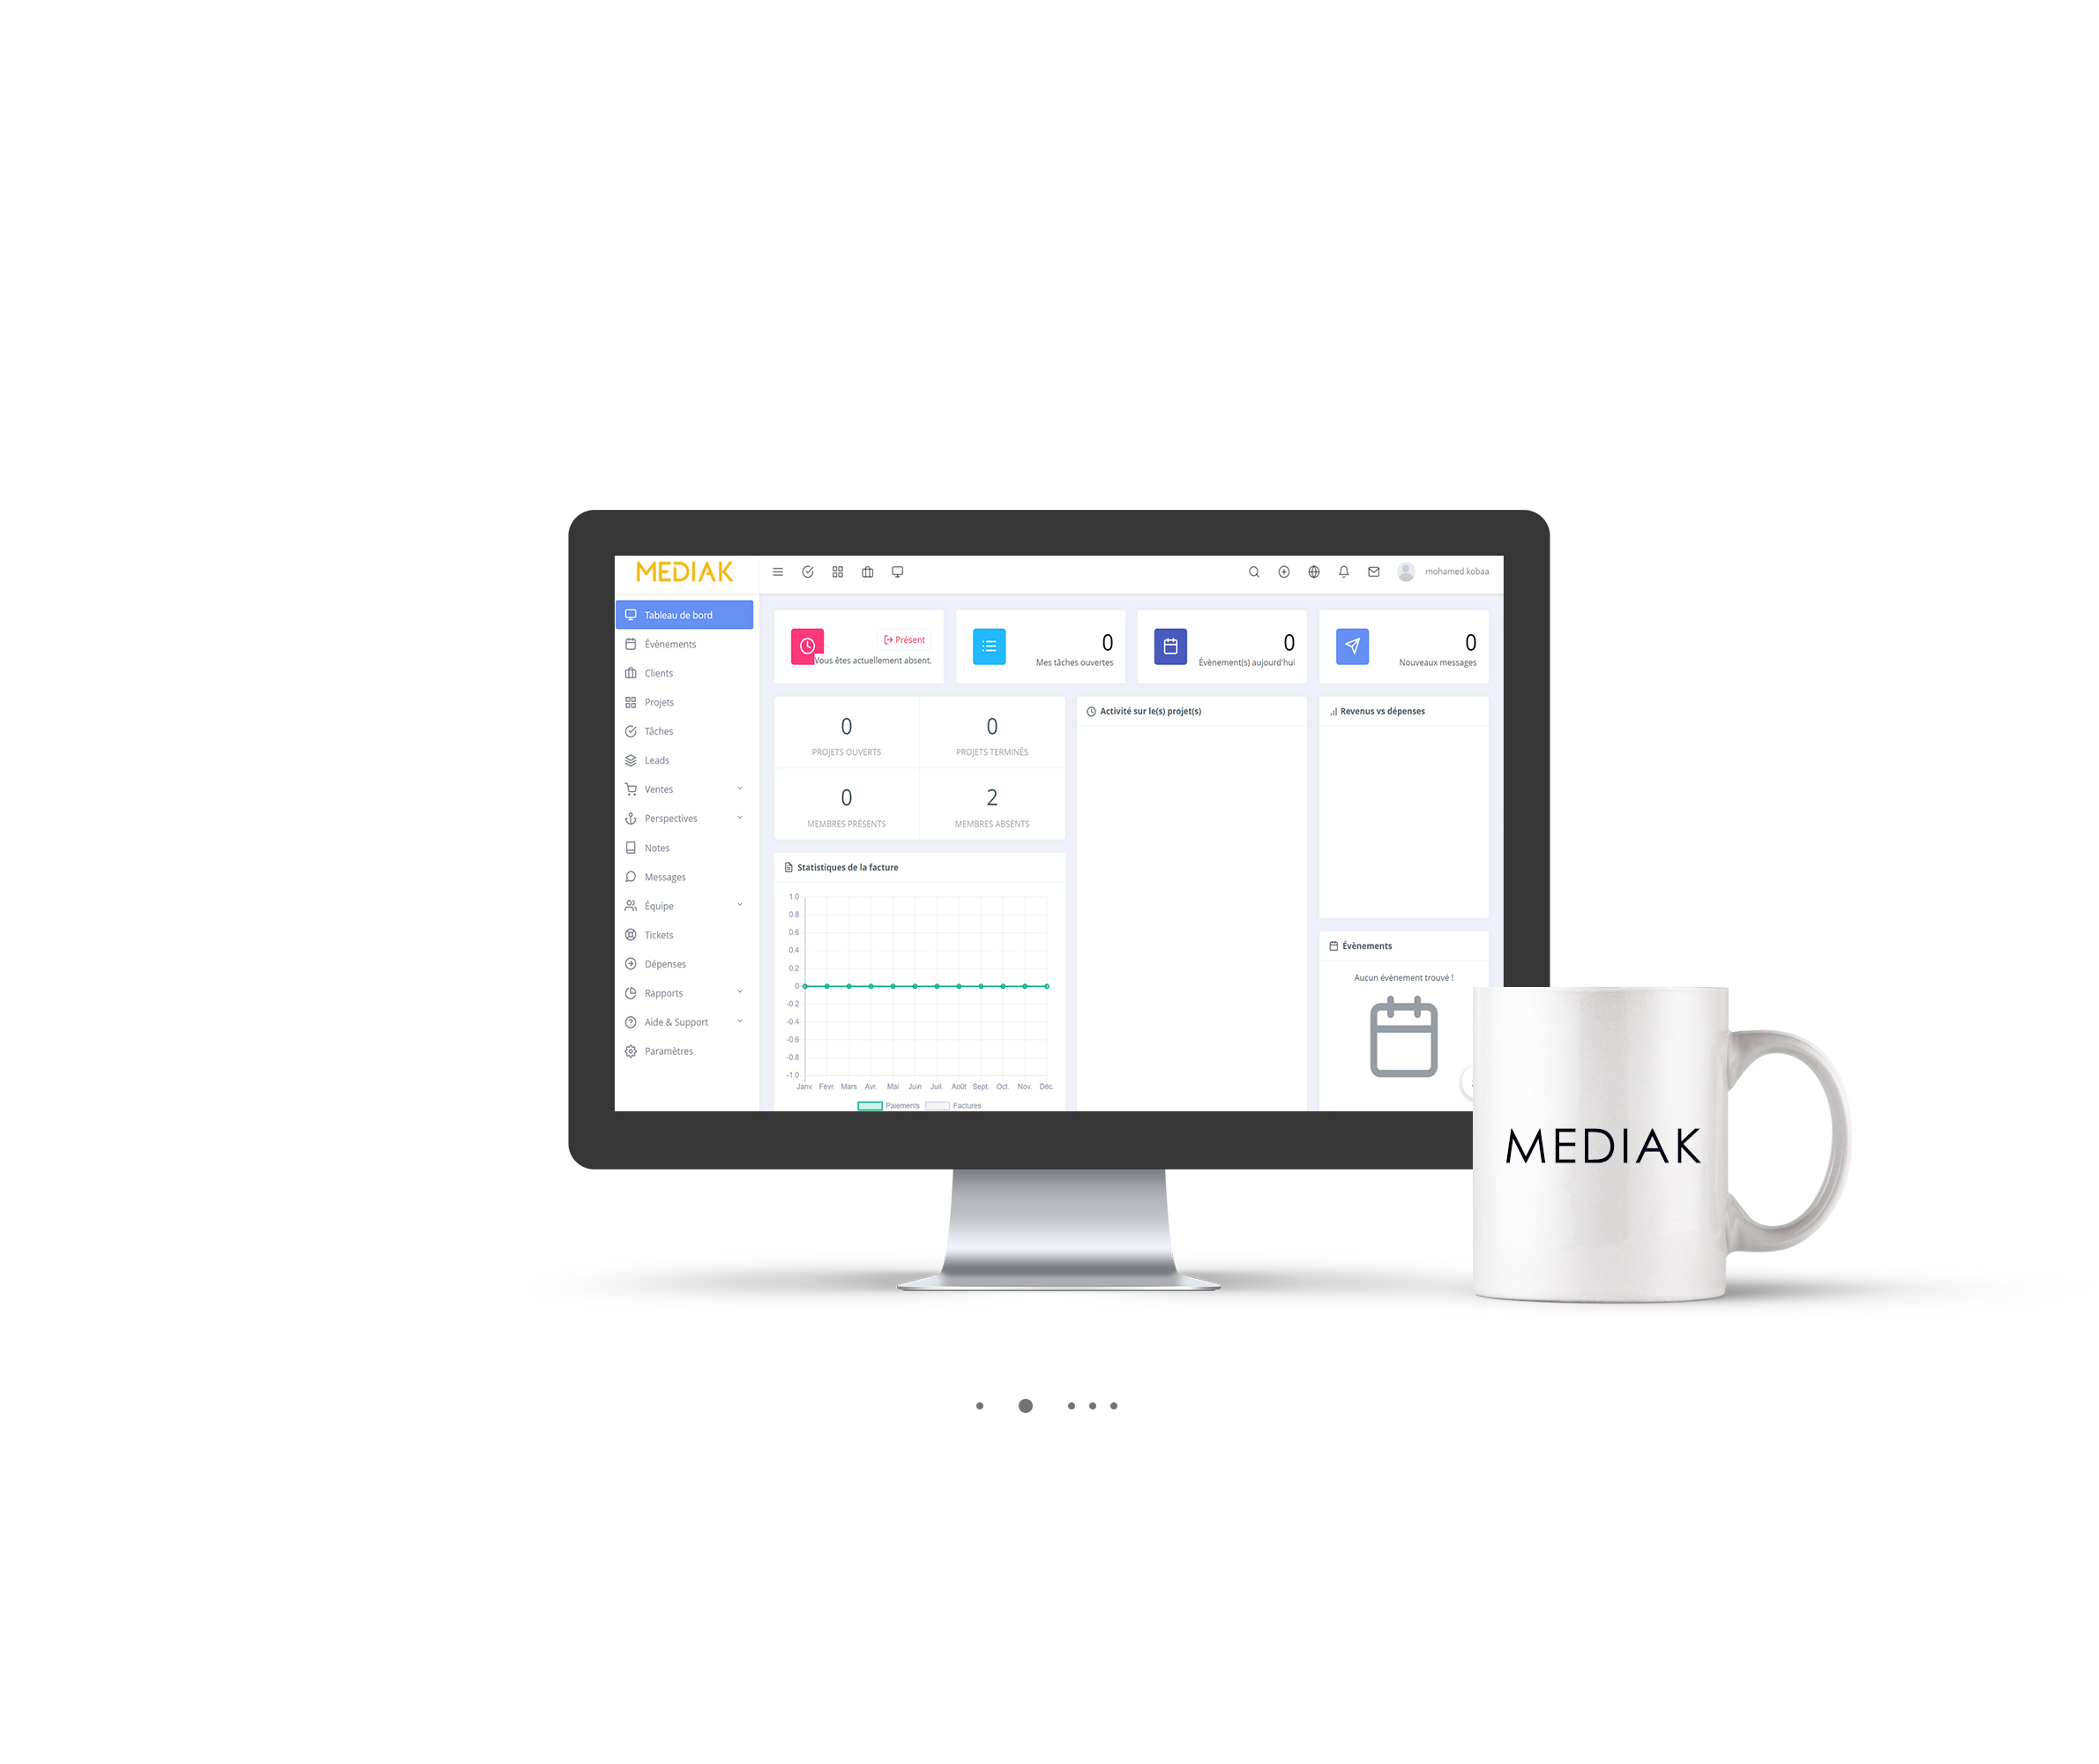 MEDIAK
mohamed kobaa
Tableau de bord
Évènements
Clients
Projets
Tâches
Leads
Ventes
Perspectives
Notes
Messages
Équipe
Tickets
Dépenses
Rapports
Aide & Support
Paramètres
Présent
Vous êtes actuellement absent.
0
Mes tâches ouvertes
0
Évènement(s) aujourd'hui
0
Nouveaux messages
0
PROJETS OUVERTS
0
PROJETS TERMINÉS
0
MEMBRES PRÉSENTS
2
MEMBRES ABSENTS
Statistiques de la facture
1.0
0.8
0.6
0.4
0.2
0
-0.2
-0.4
-0.6
-0.8
-1.0
Janv. Févr. Mars Avr. Mai Juin Juil. Août Sept. Oct. Nov. Déc.
Paiements Factures
Activité sur le(s) projet(s)
Revenus vs dépenses
Évènements
Aucun évènement trouvé !
MEDIAK